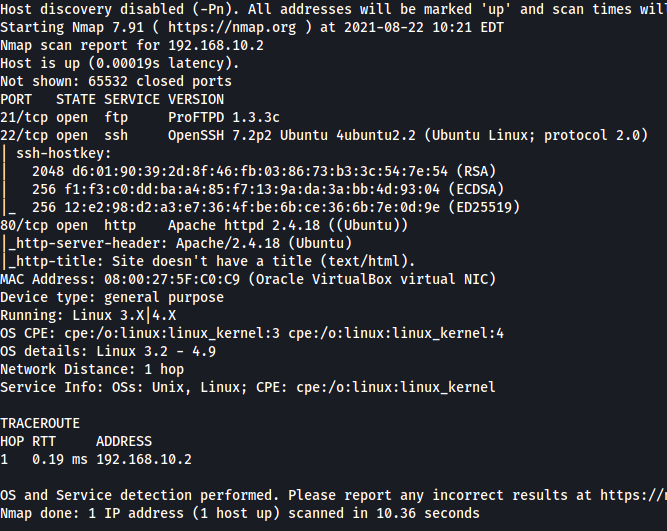 Host discovery disabled (-Pn). All addresses will be marked 'up' and scan times wil
Starting Nmap 7.91 ( https://nmap.org ) at 2021-08-22 10:21 EDT
Nmap scan report for 192.168.10.2
Host is up (0.00019s latency).
Not shown: 65532 closed ports
PORT   STATE SERVICE VERSION
21/tcp open  ftp     ProFTPD 1.3.3c
22/tcp open  ssh     OpenSSH 7.2p2 Ubuntu 4ubuntu2.2 (Ubuntu Linux; protocol 2.0)
| ssh-hostkey:
|   2048 d6:01:90:39:2d:8f:46:fb:03:86:73:b3:3c:54:7e:54 (RSA)
|   256 f1:f3:c0:dd:ba:a4:85:f7:13:9a:da:3a:bb:4d:93:04 (ECDSA)
|_  256 12:e2:98:d2:a3:e7:36:4f:be:6b:ce:36:6b:7e:0d:9e (ED25519)
80/tcp open  http    Apache httpd 2.4.18 ((Ubuntu))
|_http-server-header: Apache/2.4.18 (Ubuntu)
|_http-title: Site doesn't have a title (text/html).
MAC Address: 08:00:27:5F:C0:C9 (Oracle VirtualBox virtual NIC)
Device type: general purpose
Running: Linux 3.X|4.X
OS CPE: cpe:/o:linux:linux_kernel:3 cpe:/o:linux:linux_kernel:4
OS details: Linux 3.2 - 4.9
Network Distance: 1 hop
Service Info: OSs: Unix, Linux; CPE: cpe:/o:linux:linux_kernel
TRACEROUTE
HOP RTT     ADDRESS
1   0.19 ms 192.168.10.2
OS and Service detection performed. Please report any incorrect results at https://n
Nmap done: 1 IP address (1 host up) scanned in 10.36 seconds